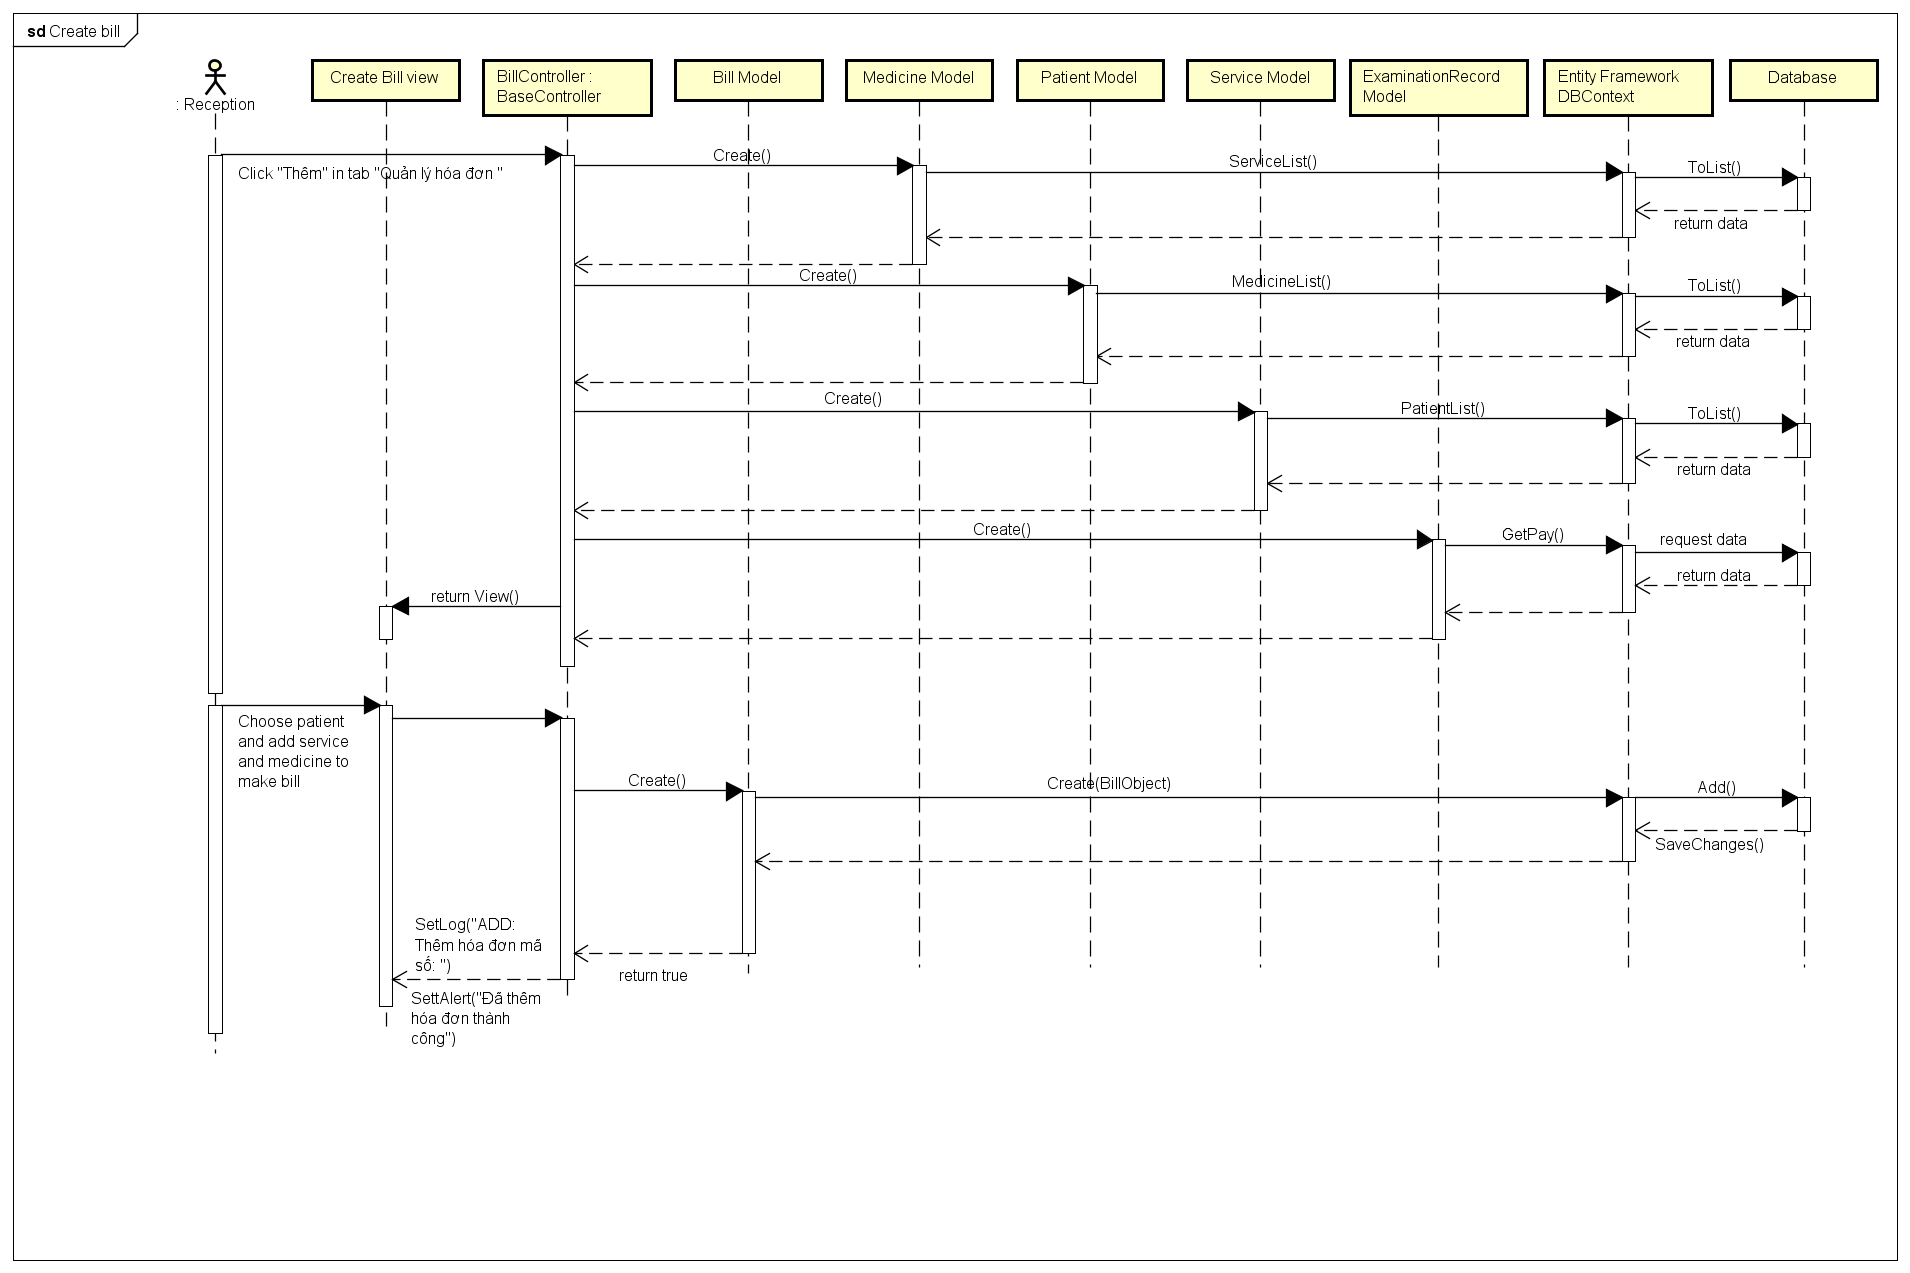 sd Create bill
: Reception
Create Bill view
BillController :
BaseController
Bill Model
Medicine Model
Patient Model
Service Model
ExaminationRecord
Model
Entity Framework
DBContext
Database
Click "Thêm" in tab "Quản lý hóa đơn "
Create()
ServiceList()
ToList()
return data
Create()
MedicineList()
ToList()
return data
Create()
PatientList()
ToList()
return data
Create()
GetPay()
request data
return data
return View()
Choose patient
and add service
and medicine to
make bill
Create()
Create(BillObject)
Add()
SaveChanges()
SetLog("ADD:
Thêm hóa đơn mã
số: ")
return true
SettAlert("Đã thêm
hóa đơn thành
công")